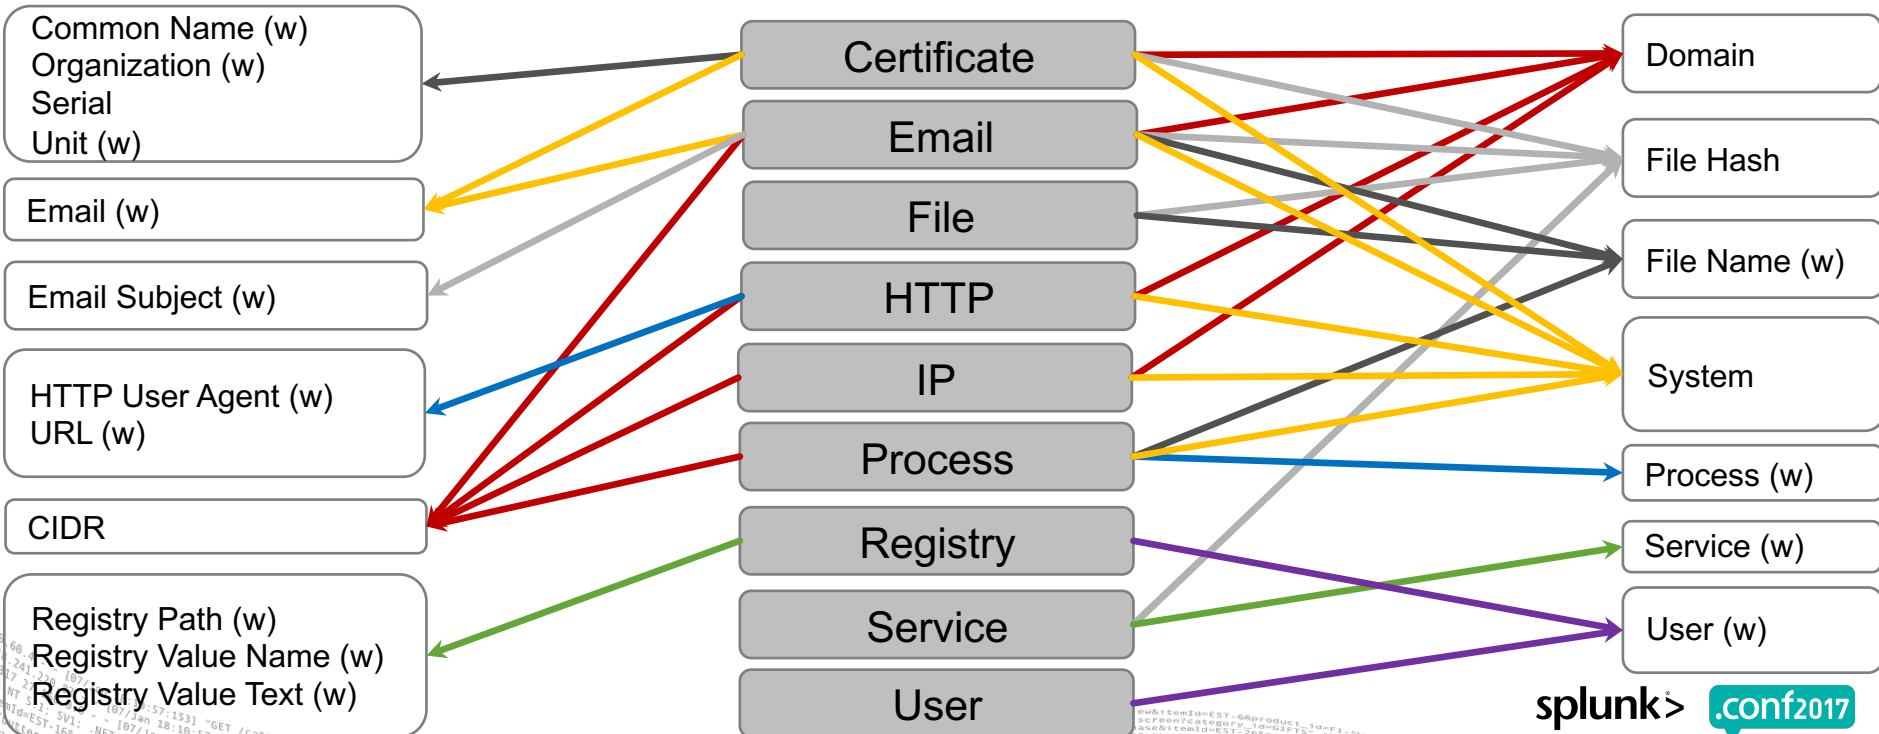 Common Name (w)
Organization (w)
Serial
Unit (w)
Email (w)
Email Subject (w)
HTTP User Agent (w)
URL (w)
CIDR
Registry Path (w)
Registry Value Name (w)
Registry Value Text (w)
Certificate
Email
File
HTTP
IP
Process
Registry
Service
User
Domain
File Hash
File Name (w)
System
Process (w)
Service (w)
User (w)
splunk> .conf2017